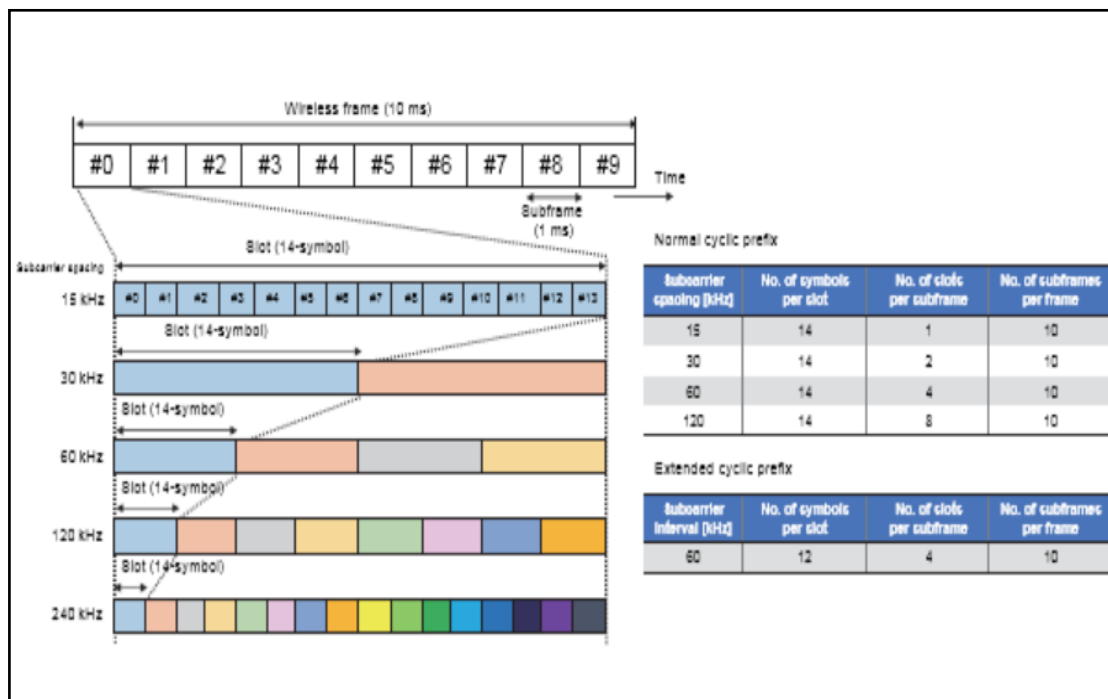 Wireless frame (10 ms)
#0 #1 #2 #3 #4 #5 #6 #7 #8 #9
Time
Subframe
(1 ms)
Slot (14-symbol)
Subcarrier spacing
15 kHz
#0 #1 #2 #3 #4 #5 #6 #7 #8 #9 #10 #11 #12 #13
Slot (14-symbol)
30 kHz
Slot (14-symbol)
60 kHz
Slot (14-symbol)
120 kHz
Slot (14-symbol)
240 kHz
Normal cyclic prefix
Subcarrier spacing [kHz] No. of symbols per slot No. of slots per subframe No. of subframes per frame
15 14 1 10
30 14 2 10
60 14 4 10
120 14 8 10
Extended cyclic prefix
Subcarrier interval [kHz] No. of symbols per slot No. of slots per subframe No. of subframes per frame
60 12 4 10